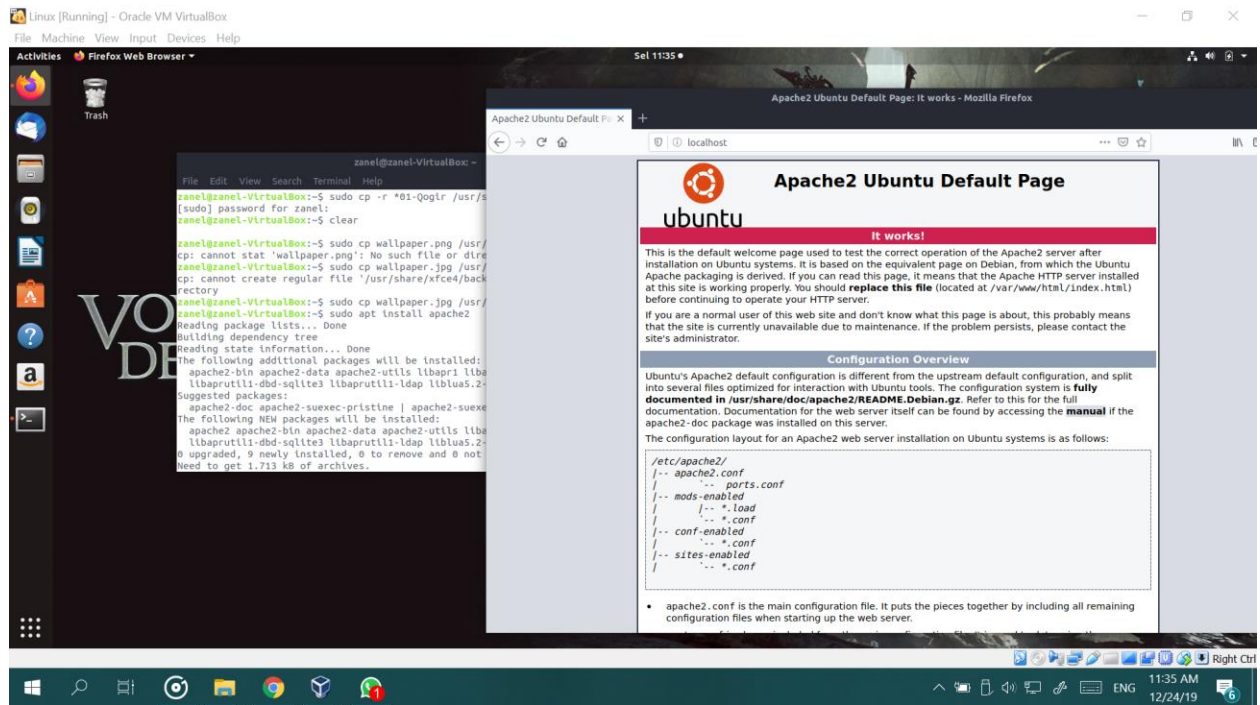 Linux [Running] - Oracle VM VirtualBox
File Machine View Input Devices Help
Activities Firefox Web Browser Sel 11:35
Trash
zanel@zanel-VirtualBox: ~
File Edit View Search Terminal Help
zanel@zanel-VirtualBox:~$ sudo cp -r *01-Qogir /usr/s
[sudo] password for zanel:
zanel@zanel-VirtualBox:~$ clear
zanel@zanel-VirtualBox:~$ sudo cp wallpaper.png /usr/
cp: cannot stat 'wallpaper.png': No such file or dire
zanel@zanel-VirtualBox:~$ sudo cp wallpaper.jpg /usr/
cp: cannot create regular file '/usr/share/xfce4/back
rectory
zanel@zanel-VirtualBox:~$ sudo cp wallpaper.jpg /usr/
zanel@zanel-VirtualBox:~$ sudo apt install apache2
Reading package lists... Done
Building dependency tree
Reading state information... Done
The following additional packages will be installed:
apache2-bin apache2-data apache2-utils libapr1 liba
libaprutil1-dbd-sqlite3 libaprutil1-ldap liblua5.2-
Suggested packages:
apache2-doc apache2-suexec-pristine | apache2-suexe
The following NEW packages will be installed:
apache2 apache2-bin apache2-data apache2-utils liba
libaprutil1-dbd-sqlite3 libaprutil1-ldap liblua5.2-
0 upgraded, 9 newly installed, 0 to remove and 0 not
Need to get 1.713 kB of archives.
VO
DE
Apache2 Ubuntu Default Page: It works - Mozilla Firefox
Apache2 Ubuntu Default Pa
localhost
ubuntu
Apache2 Ubuntu Default Page
It works!
This is the default welcome page used to test the correct operation of the Apache2 server after
installation on Ubuntu systems. It is based on the equivalent page on Debian, from which the Ubuntu
Apache packaging is derived. If you can read this page, it means that the Apache HTTP server installed
at this site is working properly. You should replace this file (located at /var/www/html/index.html)
before continuing to operate your HTTP server.
If you are a normal user of this web site and don't know what this page is about, this probably means
that the site is currently unavailable due to maintenance. If the problem persists, please contact the
site's administrator.
Configuration Overview
Ubuntu's Apache2 default configuration is different from the upstream default configuration, and split
into several files optimized for interaction with Ubuntu tools. The configuration system is fully
documented in /usr/share/doc/apache2/README.Debian.gz. Refer to this for the full
documentation. Documentation for the web server itself can be found by accessing the manual if the
apache2-doc package was installed on this server.
The configuration layout for an Apache2 web server installation on Ubuntu systems is as follows:
/etc/apache2/
|-- apache2.conf
| `-- ports.conf
|-- mods-enabled
| |-- *.load
| `-- *.conf
|-- conf-enabled
| `-- *.conf
|-- sites-enabled
| `-- *.conf
• apache2.conf is the main configuration file. It puts the pieces together by including all remaining
configuration files when starting up the web server.
Right Ctrl
ENG
11:35 AM
12/24/19
1
6